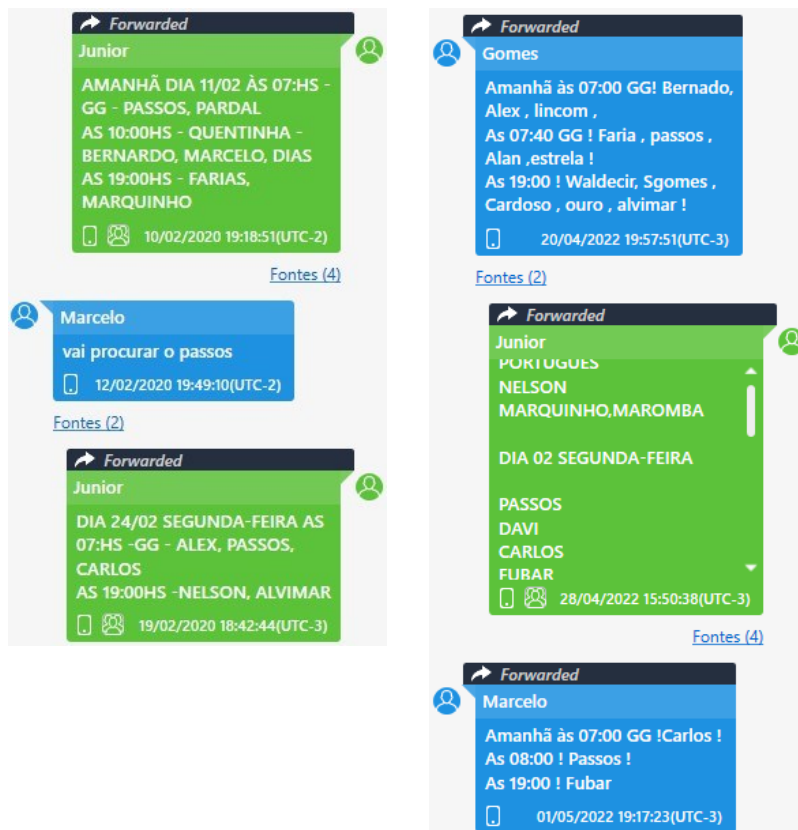 Forwarded
Junior
AMANHÃ DIA 11/02 ÀS 07:HS -
GG - PASSOS, PARDAL
AS 10:00HS - QUENTINHA -
BERNARDO, MARCELO, DIAS
AS 19:00HS - FARIAS,
MARQUINHO
10/02/2020 19:18:51(UTC-2)
Fontes (4)
Marcelo
vai procurar o passos
12/02/2020 19:49:10(UTC-2)
Fontes (2)
Forwarded
Junior
DIA 24/02 SEGUNDA-FEIRA AS
07:HS -GG - ALEX, PASSOS,
CARLOS
AS 19:00HS -NELSON, ALVIMAR
19/02/2020 18:42:44(UTC-3)
Forwarded
Gomes
Amanhã às 07:00 GG! Bernado,
Alex , lincom ,
As 07:40 GG ! Faria , passos ,
Alan ,estrela !
As 19:00 ! Waldecir, Sgomes ,
Cardoso , ouro , alvimar !
20/04/2022 19:57:51(UTC-3)
Fontes (2)
Forwarded
Junior
PORTUGUES
NELSON
MARQUINHO,MAROMBA
DIA 02 SEGUNDA-FEIRA
PASSOS
DAVI
CARLOS
FUBAR
28/04/2022 15:50:38(UTC-3)
Fontes (4)
Forwarded
Marcelo
Amanhã às 07:00 GG !Carlos !
As 08:00 ! Passos !
As 19:00 ! Fubar
01/05/2022 19:17:23(UTC-3)